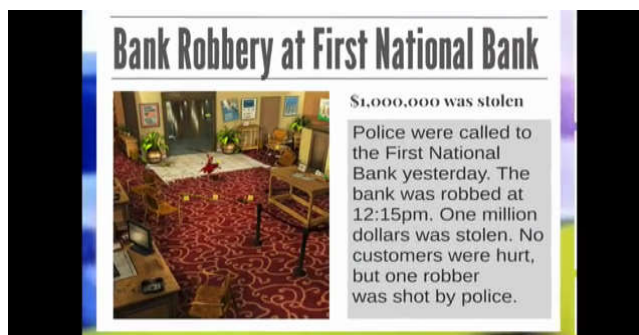 Bank Robbery at First National Bank
$1,000,000 was stolen
Police were called to
the First National
Bank yesterday. The
bank was robbed at
12:15pm. One million
dollars was stolen. No
customers were hurt,
but one robber
was shot by police.